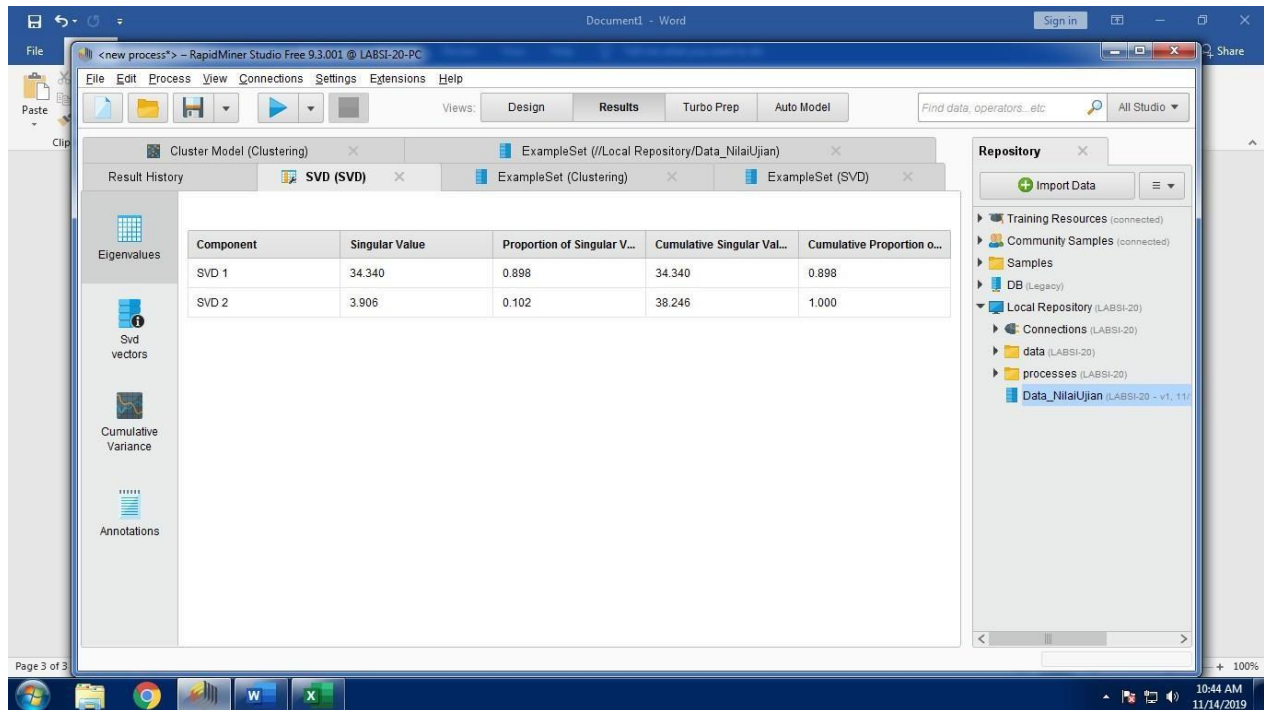 Document1 - Word
Sign in
File
Share
Paste
Clip
<new process*> – RapidMiner Studio Free 9.3.001 @ LABSI-20-PC
File Edit Process View Connections Settings Extensions Help
Views: Design Results Turbo Prep Auto Model
Find data, operators...etc
All Studio
Cluster Model (Clustering)
ExampleSet (//Local Repository/Data_NilaiUjian)
Result History
SVD (SVD)
ExampleSet (Clustering)
ExampleSet (SVD)
Eigenvalues
Svd
vectors
Cumulative
Variance
Annotations
Component Singular Value Proportion of Singular V... Cumulative Singular Val... Cumulative Proportion o...
SVD 1 34.340 0.898 34.340 0.898
SVD 2 3.906 0.102 38.246 1.000
Repository
Import Data
Training Resources (connected)
Community Samples (connected)
Samples
DB (Legacy)
Local Repository (LABSI-20)
Connections (LABSI-20)
data (LABSI-20)
processes (LABSI-20)
Data_NilaiUjian (LABSI-20 - v1, 11/
Page 3 of 3
100%
10:44 AM
11/14/2019